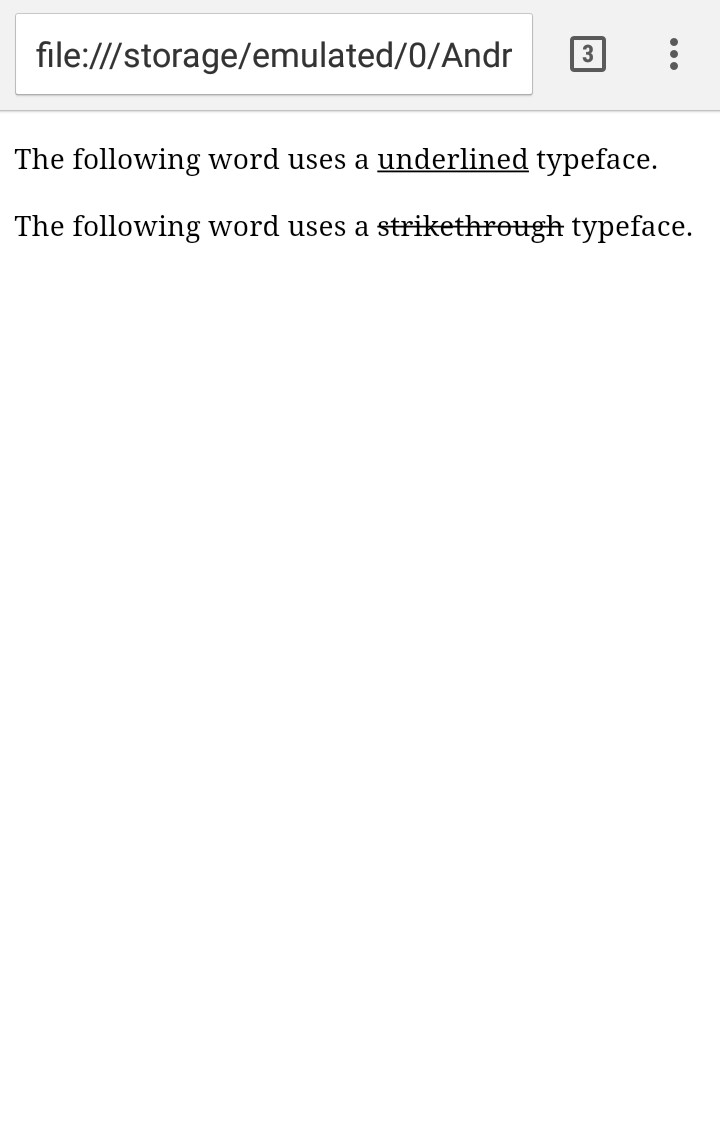 file:///storage/emulated/0/Andr 3
The following word uses a underlined typeface.
The following word uses a strikethrough typeface.